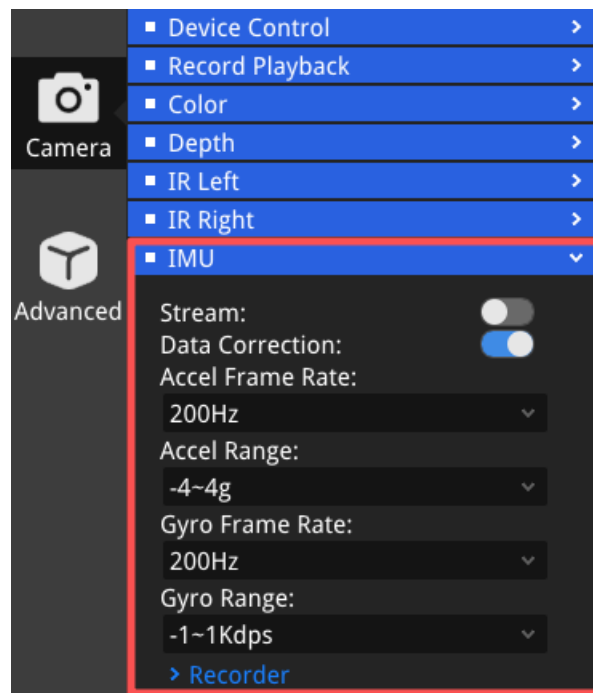 Device Control
Record Playback
Color
Camera
Depth
IR Left
IR Right
IMU
Advanced
Stream:
Data Correction:
Accel Frame Rate:
200Hz
Accel Range:
-4~4g
Gyro Frame Rate:
200Hz
Gyro Range:
-1~1Kdps
> Recorder